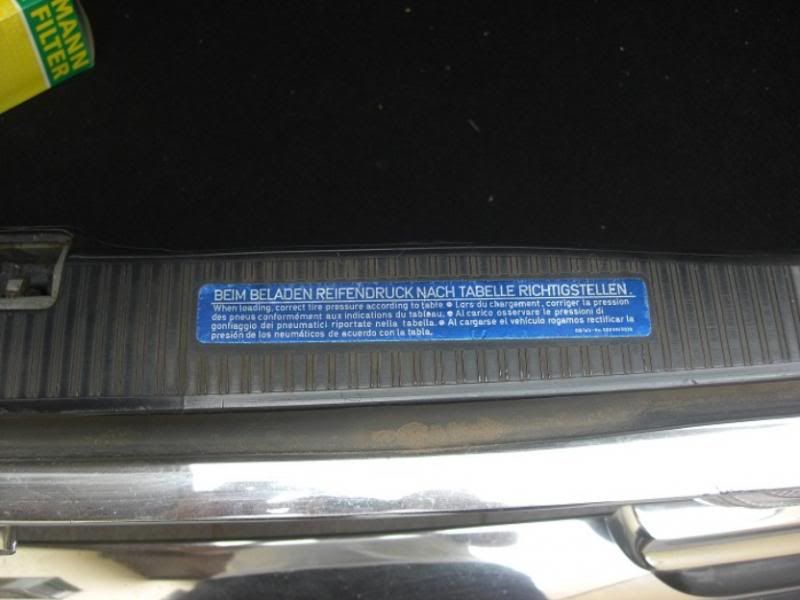 MANN
FILTER
BEIM BELADEN REIFENDRUCK NACH TABELLE RICHTIGSTELLEN
When loading, correct tire pressure according to table. ● Lors du chargement, corriger la pression
des pneus conformément aux indications du tableau. ● Al carico osservare le pressioni di
gonfiaggio dei pneumatici riportate nella tabella. ● Al cargarse el vehículo rogamos rectificar la
presión de los neumáticos de acuerdo con la tabla.